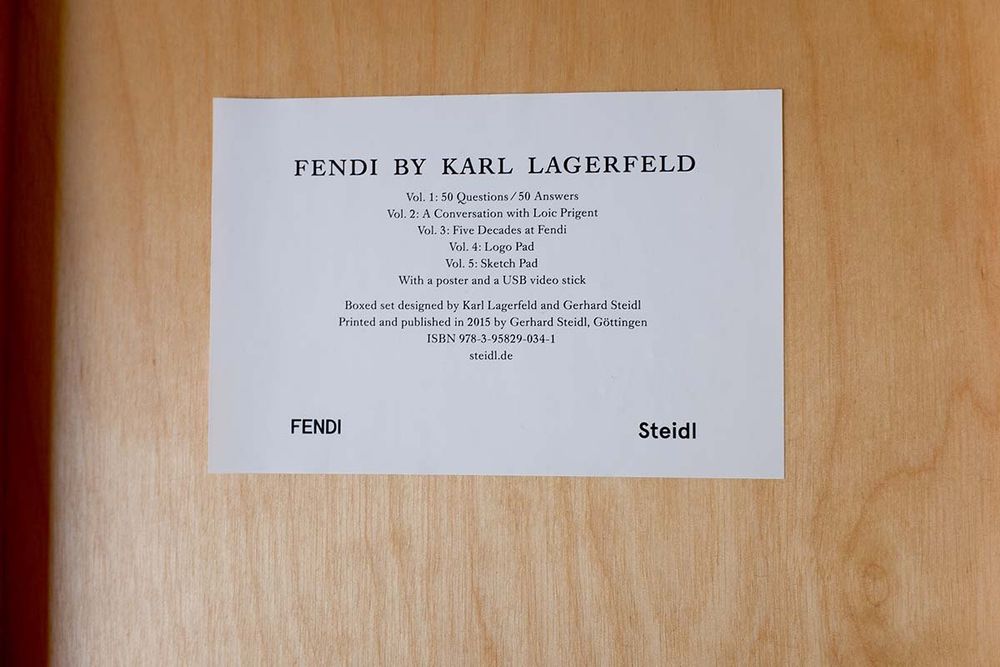 FENDI BY KARL LAGERFELD
Vol. 1: 50 Questions / 50 Answers
Vol. 2: A Conversation with Loic Prigent
Vol. 3: Five Decades at Fendi
Vol. 4: Logo Pad
Vol. 5: Sketch Pad
With a poster and a USB video stick
Boxed set designed by Karl Lagerfeld and Gerhard Steidl
Printed and published in 2015 by Gerhard Steidl, Göttingen
ISBN 978-3-95829-034-1
steidl.de
FENDI
Steidl